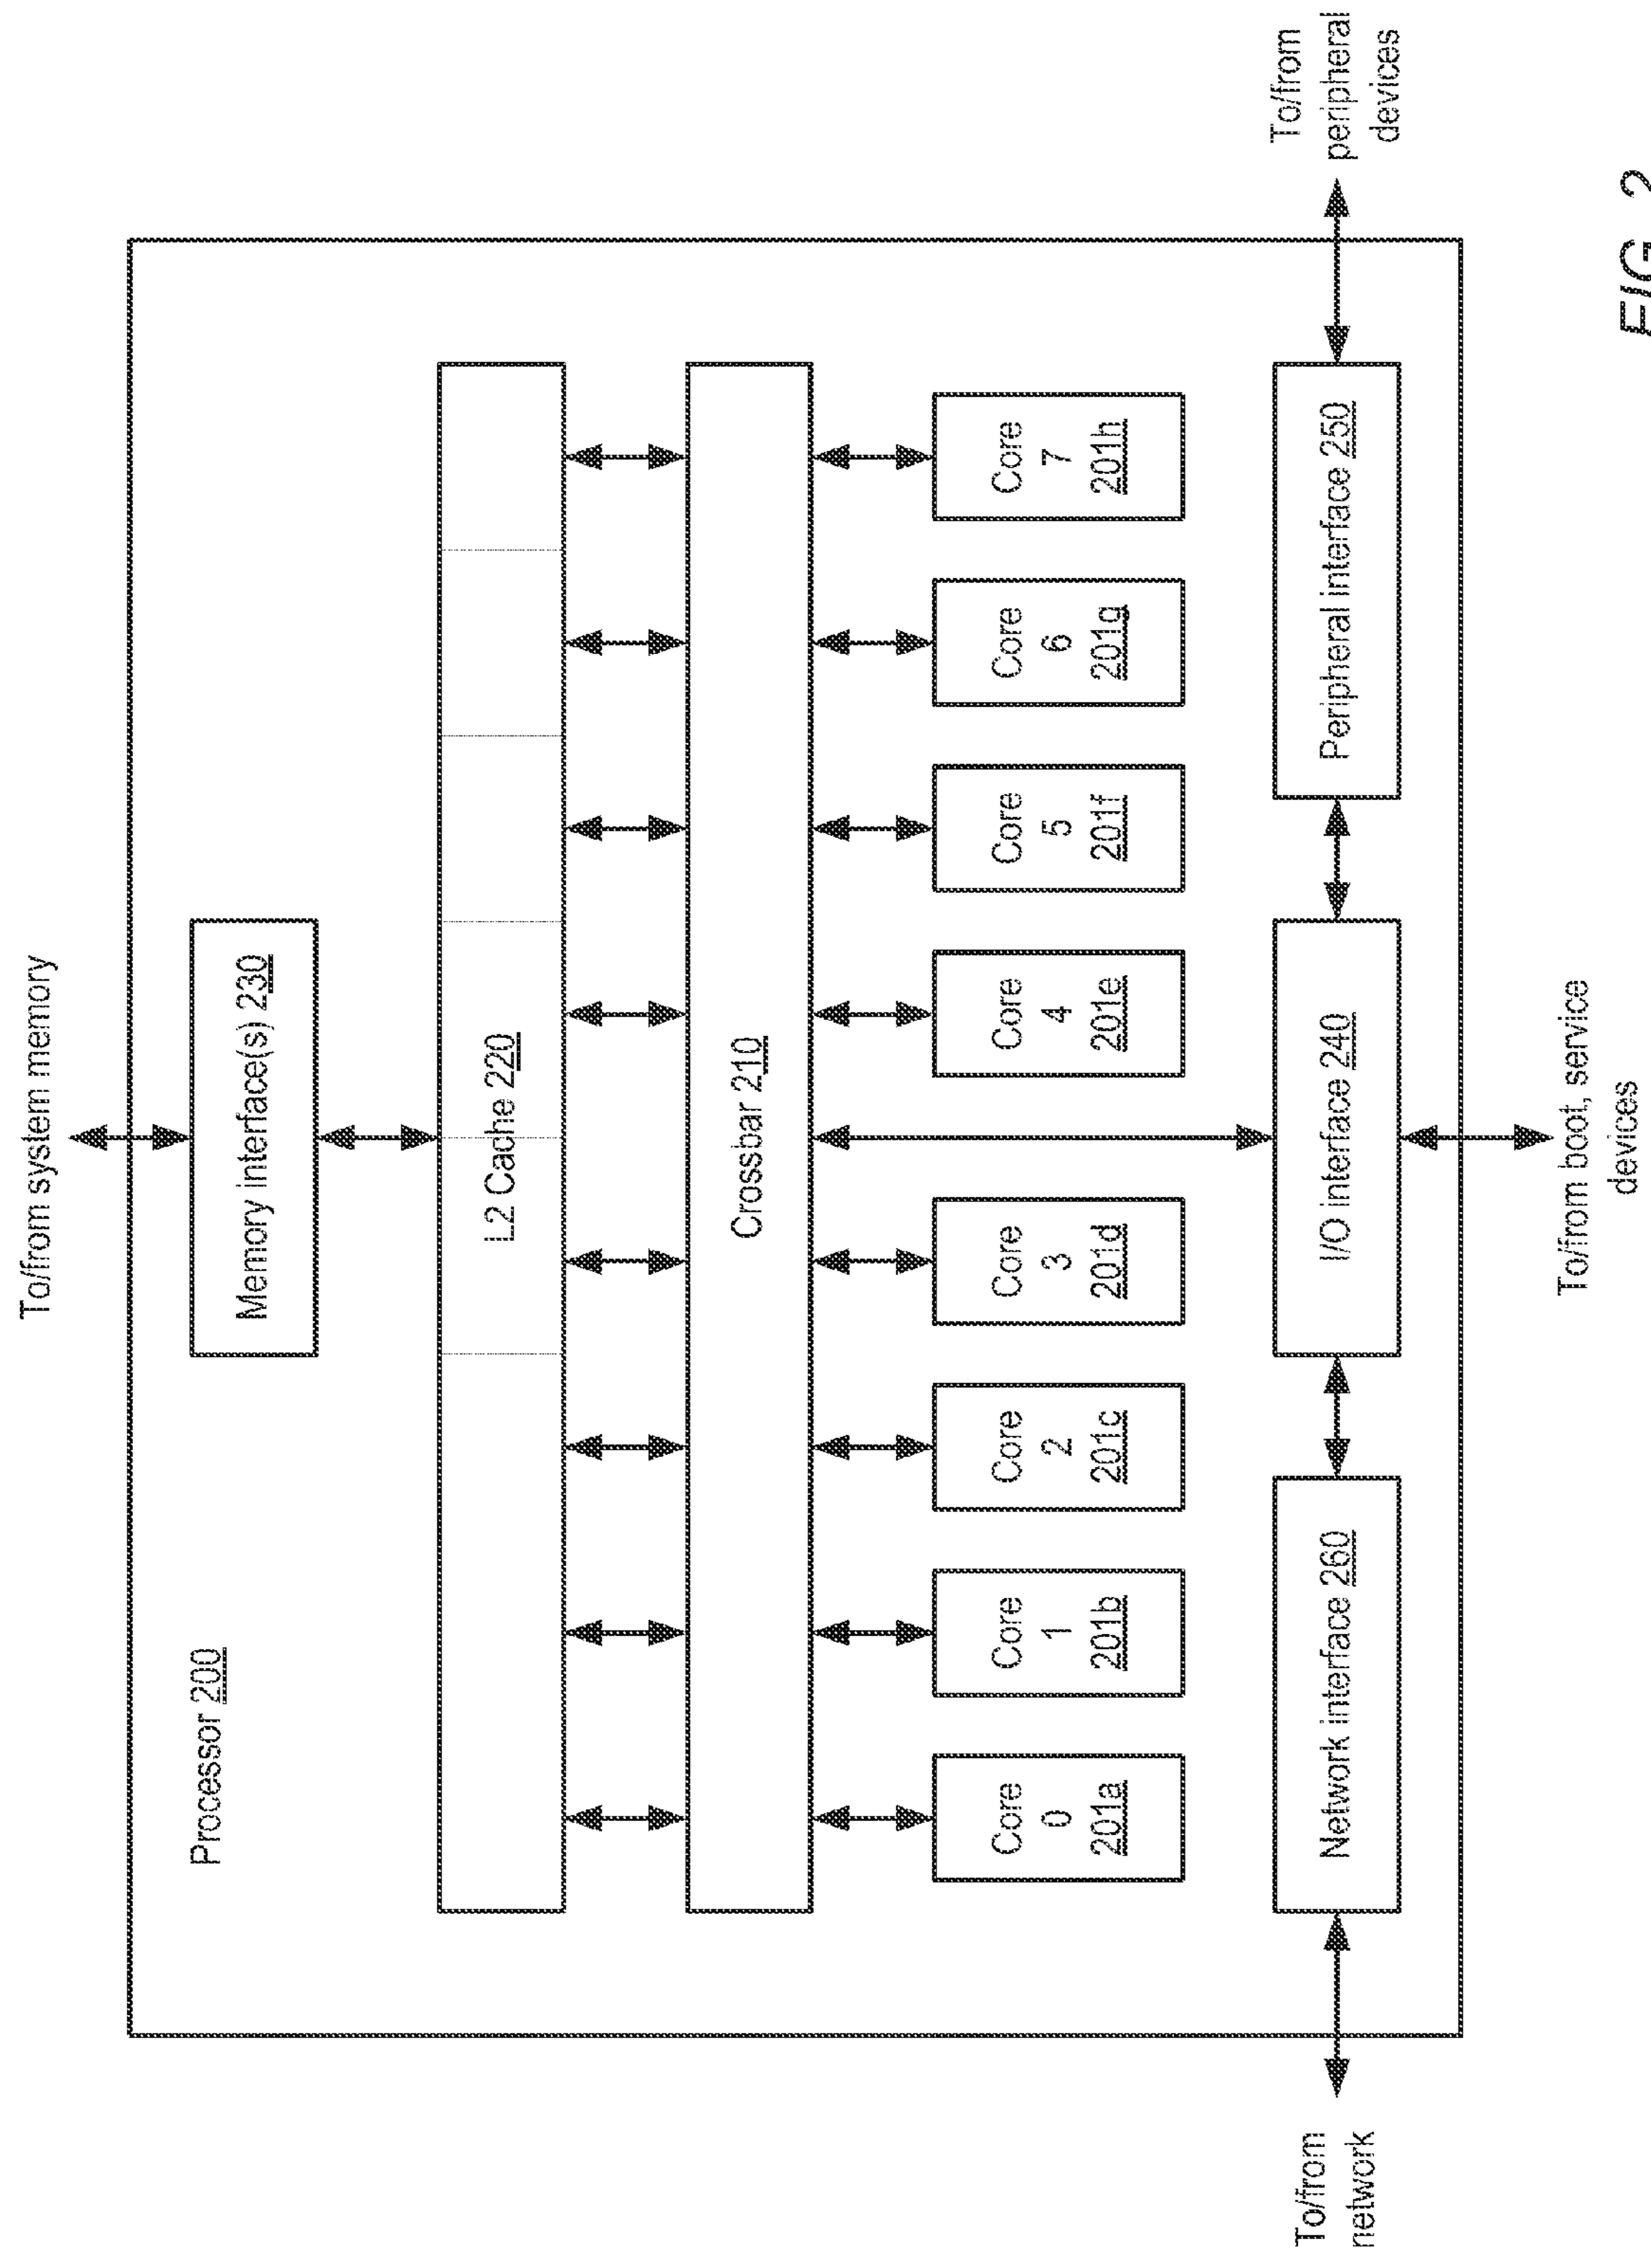 To/from system memory
Processor 200
Memory interface(s) 230
L2 Cache 220
Crossbar 210
Core
0
201a
Core
1
201b
Core
2
201c
Core
3
201d
Core
4
201e
Core
5
201f
Core
6
201g
Core
7
201h
To/from
network
Network interface 260
I/O interface 240
Peripheral interface 250
To/from
peripheral
devices
To/from boot, service
devices
FIG. 2